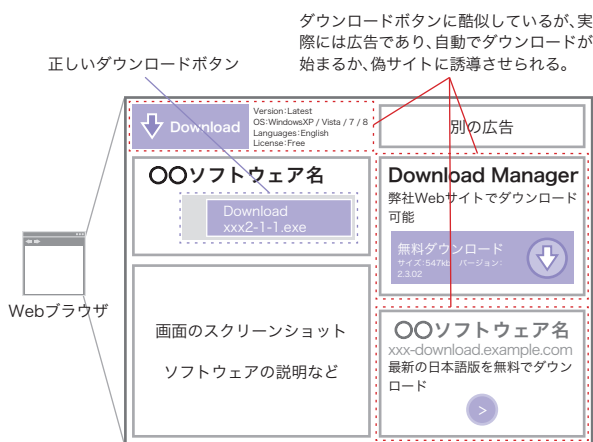 ダウンロードボタンに酷似しているが、実
際には広告であり、自動でダウンロードが
始まるか、偽サイトに誘導させられる。
正しいダウンロードボタン
Download
Version：Latest
OS：WindowsXP / Vista / 7 / 8
Languages：English
License：Free
別の広告
〇〇ソフトウェア名
Download
xxx2-1-1.exe
Download Manager
弊社Webサイトでダウンロード
可能
無料ダウンロード
サイズ：547kb　バージョン：
2.3.02
Webブラウザ
画面のスクリーンショット
ソフトウェアの説明など
〇〇ソフトウェア名
xxx-download.example.com
最新の日本語版を無料でダウン
ロード
>